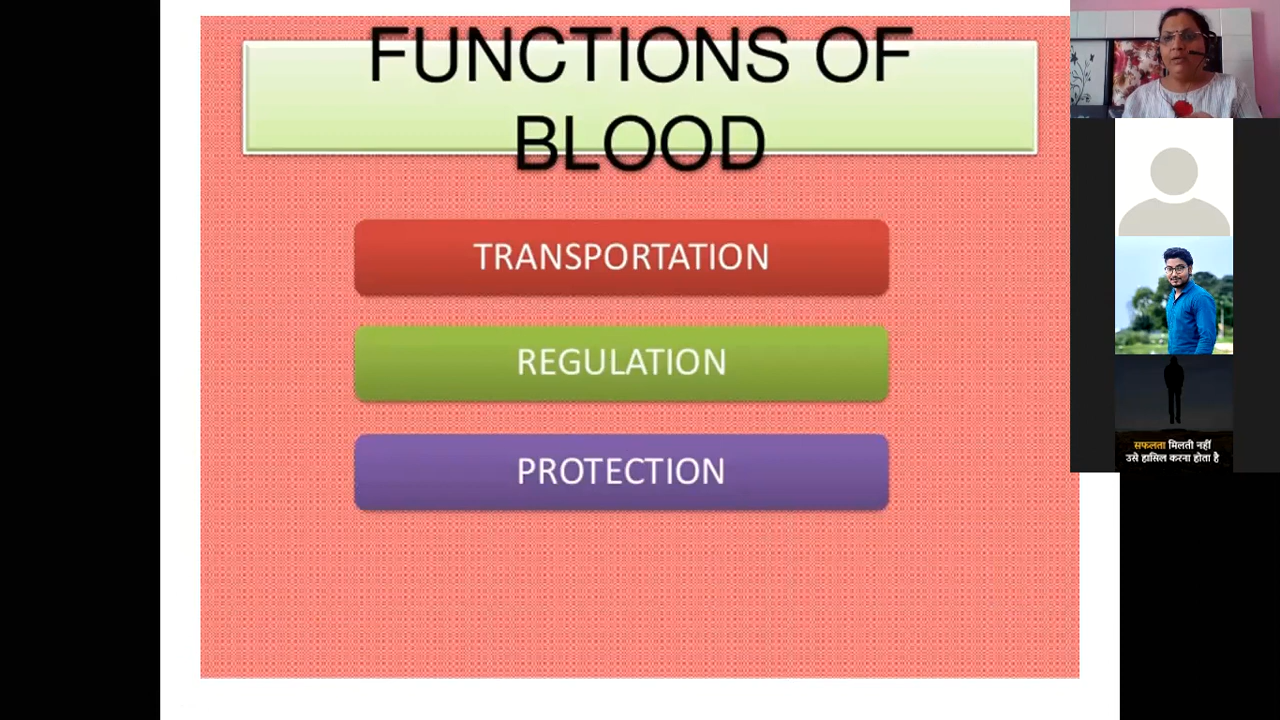 FUNCTIONS OF
BLOOD
TRANSPORTATION
REGULATION
PROTECTION
सफलता मिलती नहीं
उसे हासिल करना होता है